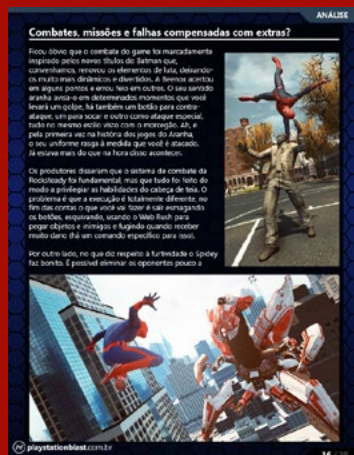 ANÁLISE
Combates, missões e falhas compensadas com extras?
Ficou óbvio que o combate do game foi marcadamente
inspirado pelos novos títulos do Batman que,
convenhamos, renovou os elementos de luta, deixando-
os muito mais dinâmicos e divertidos. A Beenox acertou
em alguns pontos e errou feio em outros. O seu sentido
aranha avisa-o em determinados momentos que você
levará um golpe, há também um botão para contra-
ataque, um para socar e outro como ataque especial,
tudo no mesmo estilo visto com o morcegão. Ah, e
pela primeira vez na história dos jogos do Aranha,
o seu uniforme rasga à medida que você é atacado.
Já estava mais do que na hora disso acontecer.
Os produtores disseram que o sistema de combate da
Rocksteady foi fundamental, mas que tudo foi feito de
modo a privilegiar as habilidades do cabeça de teia. O
problema é que a execução é totalmente diferente, no
fim das contas o que você vai fazer é sair esmagando
os botões, esquivando, usando o Web Rush para
pegar objetos e inimigos e fugindo quando receber
muito dano (há um comando específico para isso).
Por outro lado, no que diz respeito à furtividade o Spidey
faz bonito. É possível eliminar os oponentes pouco a
playstationblast.com.br